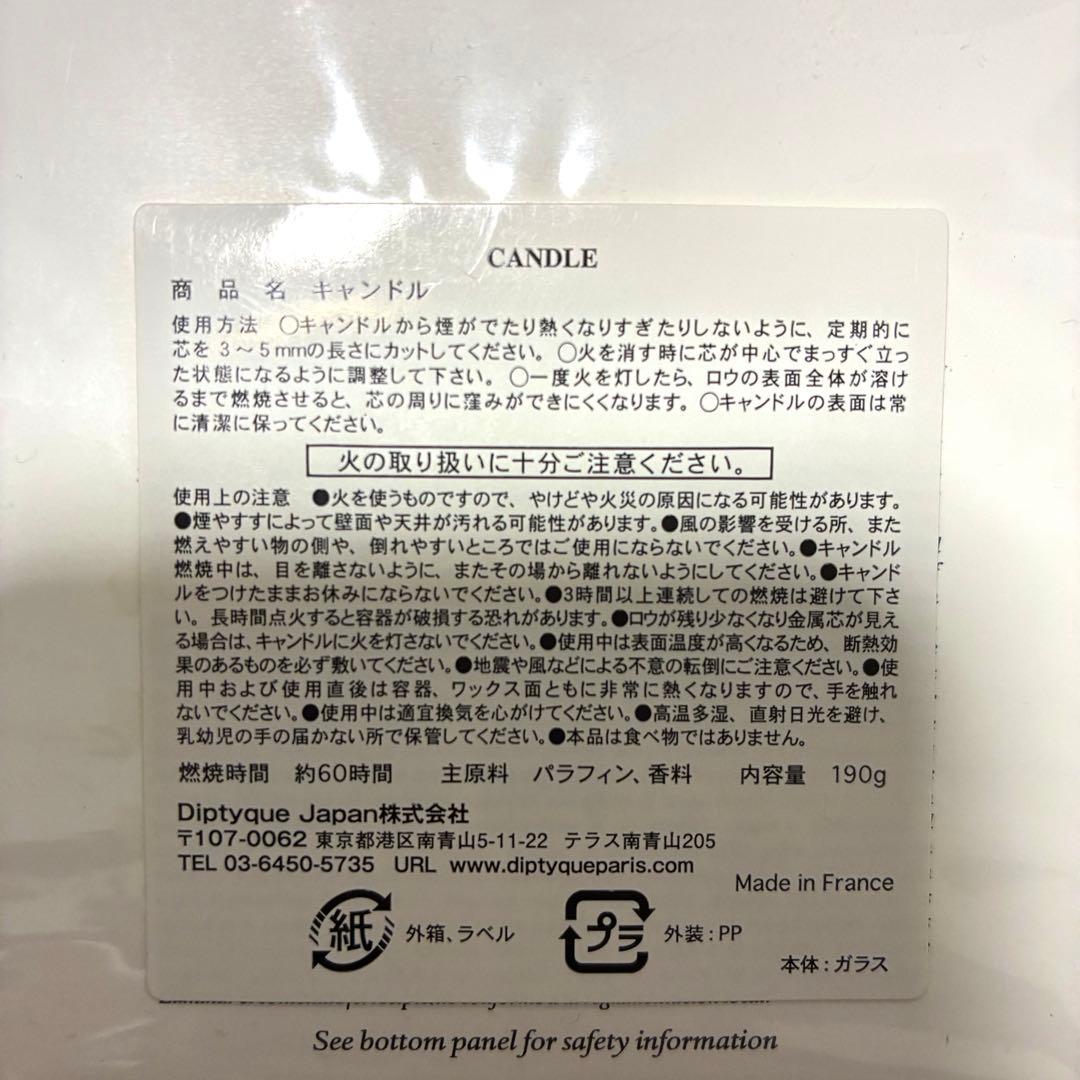 CANDLE
商 品 名 キャンドル
使用方法 ○キャンドルから煙がでたり熱くなりすぎたりしないように、定期的に
芯を 3~5mmの長さにカットしてください。○火を消す時に芯が中心でまっすぐ立っ
た状態になるように調整して下さい。○一度火を灯したら、ロウの表面全体が溶け
るまで燃焼させると、芯の周りに窪みができにくくなります。○キャンドルの表面は常
に清潔に保ってください。
火の取り扱いに十分ご注意ください。
使用上の注意 ●火を使うものですので、やけどや火災の原因になる可能性があります。
●煙やすすによって壁面や天井が汚れる可能性があります。●風の影響を受ける所、また
燃えやすい物の側や、倒れやすいところではご使用にならないでください。●キャンドル
燃焼中は、目を離さないように、またその場から離れないようにしてください。●キャンド
ルをつけたままお休みにならないでください。●3時間以上連続しての燃焼は避けて下さ
い。長時間点火すると容器が破損する恐れがあります。●ロウが残り少なくなり金属芯が見え
る場合は、キャンドルに火を灯さないでください。●使用中は表面温度が高くなるため、断熱効
果のあるものを必ず敷いてください。●地震や風などによる不意の転倒にご注意ください。●使
用中および使用直後は容器、ワックス面ともに非常に熱くなりますので、手を触れ
ないでください。●使用中は適宜換気を心がけてください。●高温多湿、直射日光を避け、
乳幼児の手の届かない所で保管してください。●本品は食べ物ではありません。
燃焼時間 約60時間 主原料 パラフィン、香料 内容量 190g
Diptyque Japan株式会社
〒107-0062 東京都港区南青山5-11-22 テラス南青山205
TEL 03-6450-5735 URL www.diptyqueparis.com
Made in France
紙 外箱、ラベル プラ 外装:PP
本体:ガラス
See bottom panel for safety information